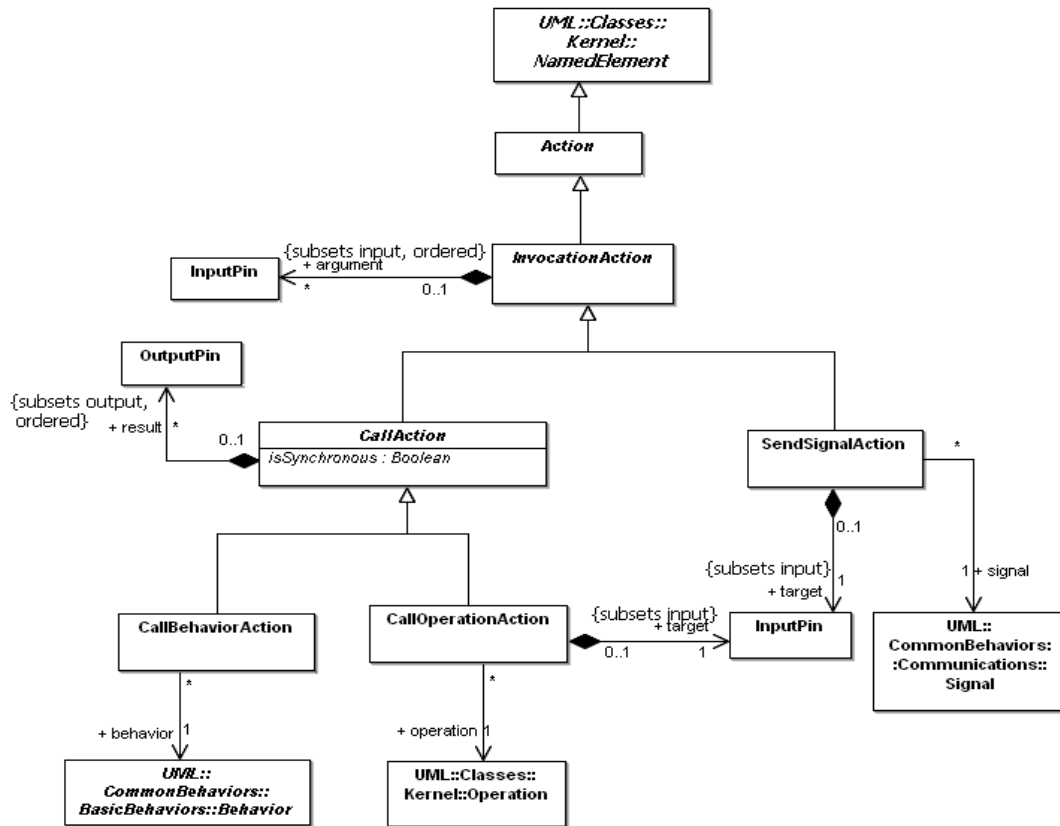 UML::Classes::
Kernel::
NamedElement
Action
{subsets input, ordered}
+ argument
InputPin
*
0..1
InvocationAction
OutputPin
{subsets output,
ordered}
+ result
*
0..1
CallAction
isSynchronous : Boolean
SendSignalAction
*
0..1
{subsets input}
1
+ target
1
+ signal
CallBehaviorAction
CallOperationAction
{subsets input}
+ target
0..1
1
InputPin
UML::
CommonBehaviors:
:Communications::
Signal
*
*
+ behavior
1
+ operation
1
UML::
CommonBehaviors::
BasicBehaviors::Behavior
UML::Classes::
Kernel::Operation